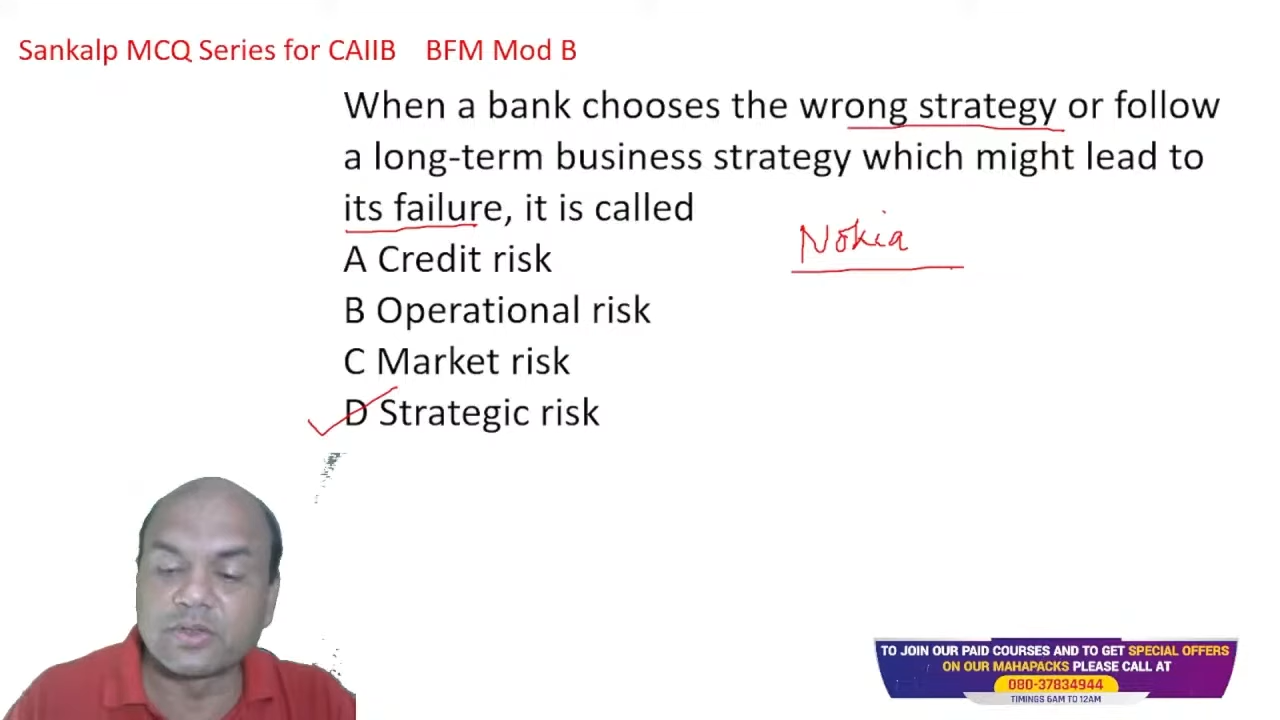 Sankalp MCQ Series for CAIIB BFM Mod B
When a bank chooses the wrong strategy or follow
a long-term business strategy which might lead to
its failure, it is called
Nokia
A Credit risk
B Operational risk
C Market risk
D Strategic risk
TO JOIN OUR PAID COURSES AND TO GET SPECIAL OFFERS
ON OUR MAHAPACKS PLEASE CALL AT
080-37834944
TIMINGS 6AM TO 12AM